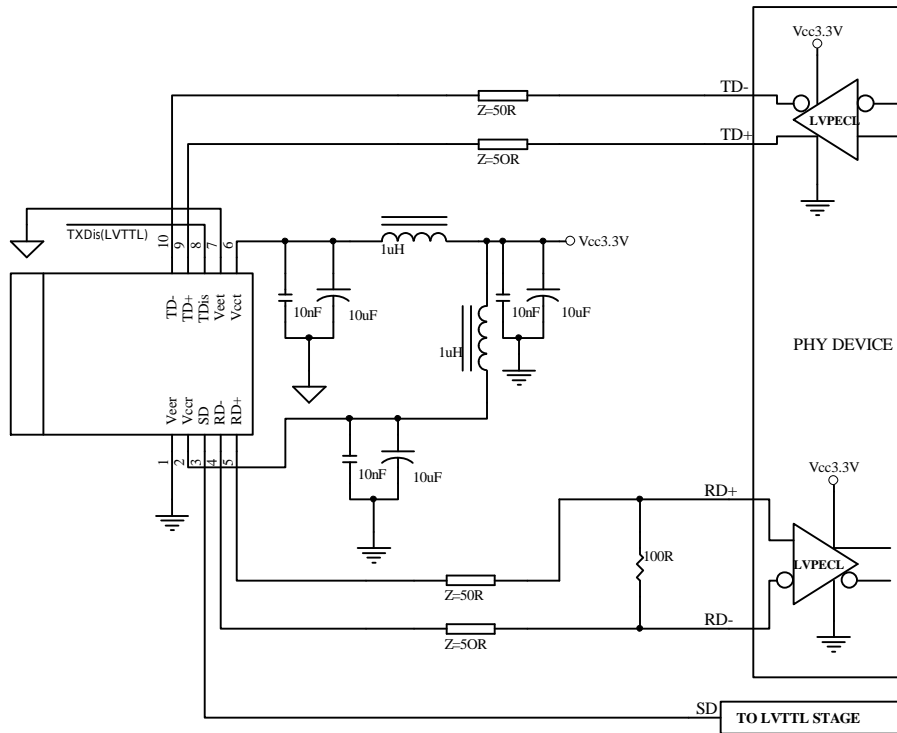 Vcc3.3V
TD-
LVPECL
Z=50R
TD+
Z=5OR
TXDis(LVTTL)
10
9
8
7
6
1uH
Vcc3.3V
TD-
TD+
TDis
Veet
Vcct
10nF
10uF
10nF
10uF
1uH
PHY DEVICE
Veer
Vccr
SD
RD-
RD+
1
2
3
4
5
10nF
10uF
Vcc3.3V
RD+
100R
LVPECL
Z=50R
RD-
Z=5OR
SD
TO LVTTL STAGE